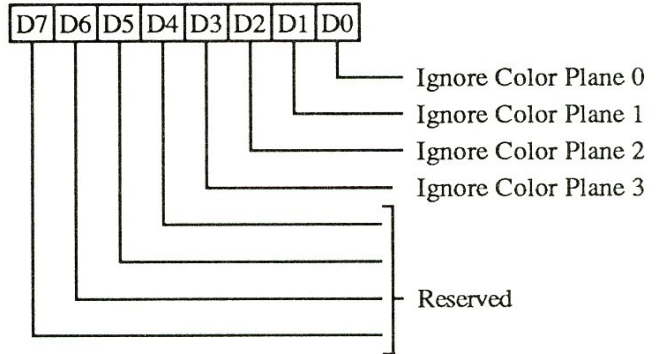 D7 D6 D5 D4 D3 D2 D1 D0
Ignore Color Plane 0
Ignore Color Plane 1
Ignore Color Plane 2
Ignore Color Plane 3
Reserved